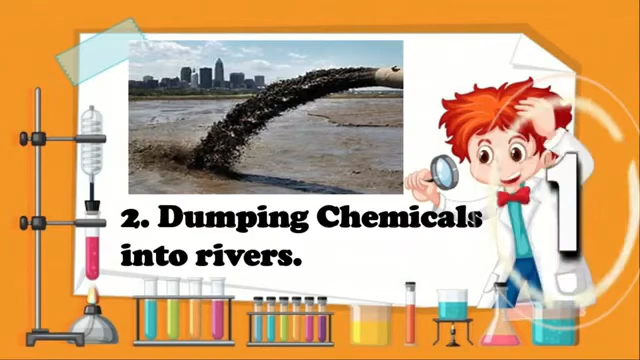 2. Dumping Chemicals
into rivers.
1